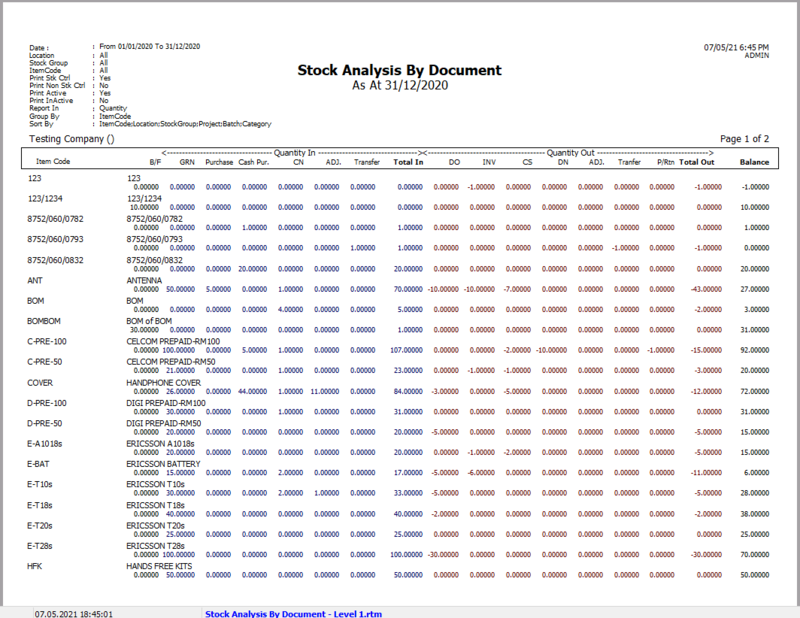 Date : : From 01/01/2020 To 31/12/2020 07/05/21 6:45 PM
Location : All ADMIN
Stock Group : All
ItemCode : All
Print Stk Ctrl : Yes
Print Non Stk Ctrl : No
Print Active : Yes
Print InActive : No
Report In : Quantity
Group By : ItemCode
Sort By : ItemCode;Location;StockGroup;Project;Batch;Category
Stock Analysis By Document
As At 31/12/2020
Testing Company () Page 1 of 2
<-------------------------------- Quantity In --------------------------------><----------------------------------- Quantity Out ----------------------------------->
Item Code B/F GRN Purchase Cash Pur. CN ADJ. Transfer Total In DO INV CS DN ADJ. Tranfer P/Rtn Total Out Balance
123 123
0.00000 0.00000 0.00000 0.00000 0.00000 0.00000 0.00000 0.00000 0.00000 -1.00000 0.00000 0.00000 0.00000 0.00000 0.00000 -1.00000 -1.00000
123/1234 123/1234
10.00000 0.00000 0.00000 0.00000 0.00000 0.00000 0.00000 0.00000 0.00000 0.00000 0.00000 0.00000 0.00000 0.00000 0.00000 0.00000 10.00000
8752/060/0782 8752/060/0782
0.00000 0.00000 0.00000 1.00000 0.00000 0.00000 0.00000 1.00000 0.00000 0.00000 0.00000 0.00000 0.00000 0.00000 0.00000 0.00000 1.00000
8752/060/0793 8752/060/0793
0.00000 0.00000 0.00000 0.00000 0.00000 0.00000 1.00000 1.00000 0.00000 0.00000 0.00000 0.00000 0.00000 -1.00000 0.00000 -1.00000 0.00000
8752/060/0832 8752/060/0832
0.00000 0.00000 0.00000 20.00000 0.00000 0.00000 0.00000 20.00000 0.00000 0.00000 0.00000 0.00000 0.00000 0.00000 0.00000 0.00000 20.00000
ANT ANTENNA
0.00000 50.00000 5.00000 0.00000 1.00000 0.00000 0.00000 70.00000 -10.00000 -10.00000 -7.00000 0.00000 0.00000 0.00000 0.00000 -43.00000 27.00000
BOM BOM
0.00000 0.00000 0.00000 0.00000 4.00000 0.00000 0.00000 5.00000 0.00000 0.00000 0.00000 0.00000 0.00000 0.00000 0.00000 -2.00000 3.00000
BOMBOM BOM of BOM
30.00000 0.00000 0.00000 0.00000 0.00000 0.00000 0.00000 1.00000 0.00000 0.00000 0.00000 0.00000 0.00000 0.00000 0.00000 0.00000 31.00000
C-PRE-100 CELCOM PREPAID-RM100
0.00000 100.00000 0.00000 5.00000 1.00000 0.00000 0.00000 107.00000 0.00000 0.00000 -2.00000 -10.00000 0.00000 0.00000 -1.00000 -15.00000 92.00000
C-PRE-50 CELCOM PREPAID-RM50
0.00000 21.00000 0.00000 0.00000 1.00000 0.00000 0.00000 23.00000 0.00000 -1.00000 -1.00000 0.00000 0.00000 0.00000 0.00000 -3.00000 20.00000
COVER HANDPHONE COVER
0.00000 26.00000 0.00000 44.00000 1.00000 11.00000 0.00000 84.00000 -3.00000 0.00000 -5.00000 0.00000 0.00000 0.00000 0.00000 -12.00000 72.00000
D-PRE-100 DIGI PREPAID-RM100
0.00000 30.00000 0.00000 0.00000 1.00000 0.00000 0.00000 31.00000 0.00000 0.00000 0.00000 0.00000 0.00000 0.00000 0.00000 0.00000 31.00000
D-PRE-50 DIGI PREPAID-RM50
0.00000 20.00000 0.00000 0.00000 0.00000 0.00000 0.00000 20.00000 -5.00000 0.00000 0.00000 0.00000 0.00000 0.00000 0.00000 -5.00000 15.00000
E-A1018s ERICSSON A1018s
0.00000 20.00000 0.00000 0.00000 0.00000 0.00000 0.00000 20.00000 0.00000 -1.00000 -2.00000 0.00000 0.00000 0.00000 0.00000 -5.00000 15.00000
E-BAT ERICSSON BATTERY
0.00000 15.00000 0.00000 0.00000 2.00000 0.00000 0.00000 17.00000 -5.00000 -6.00000 0.00000 0.00000 0.00000 0.00000 0.00000 -11.00000 6.00000
E-T10s ERICSSON T10s
0.00000 30.00000 0.00000 0.00000 2.00000 1.00000 0.00000 33.00000 -5.00000 0.00000 0.00000 0.00000 0.00000 0.00000 0.00000 -5.00000 28.00000
E-T18s ERICSSON T18s
0.00000 40.00000 0.00000 0.00000 0.00000 0.00000 0.00000 40.00000 -2.00000 0.00000 0.00000 0.00000 0.00000 0.00000 0.00000 -2.00000 38.00000
E-T20s ERICSSON T20s
0.00000 25.00000 0.00000 0.00000 0.00000 0.00000 0.00000 25.00000 0.00000 0.00000 0.00000 0.00000 0.00000 0.00000 0.00000 0.00000 25.00000
E-T28s ERICSSON T28s
0.00000 100.00000 0.00000 0.00000 0.00000 0.00000 0.00000 100.00000 -30.00000 0.00000 0.00000 0.00000 0.00000 0.00000 0.00000 -30.00000 70.00000
HFK HANDS FREE KITS
0.00000 50.00000 0.00000 0.00000 0.00000 0.00000 0.00000 50.00000 0.00000 0.00000 0.00000 0.00000 0.00000 0.00000 0.00000 0.00000 50.00000
07.05.2021 18:45:01 Stock Analysis By Document - Level 1.rtm